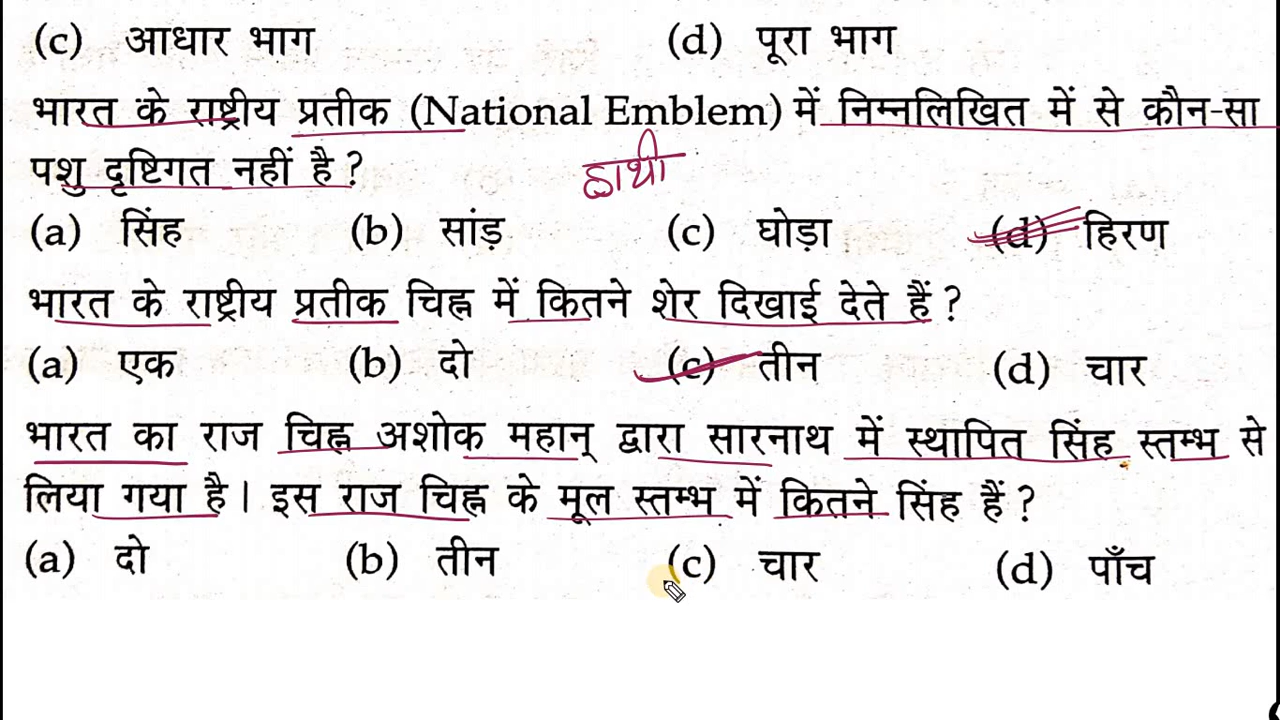 (c) आधार भाग (d) पूरा भाग
भारत के राष्ट्रीय प्रतीक (National Emblem) में निम्नलिखित में से कौन-सा
पशु दृष्टिगत नहीं है ?
हाथी
(a) सिंह (b) सांड़ (c) घोड़ा (d) हिरण
भारत के राष्ट्रीय प्रतीक चिह्न में कितने शेर दिखाई देते हैं ?
(a) एक (b) दो (c) तीन (d) चार
भारत का राज चिह्न अशोक महान् द्वारा सारनाथ में स्थापित सिंह स्तम्भ से
लिया गया है। इस राज चिह्न के मूल स्तम्भ में कितने सिंह हैं ?
(a) दो (b) तीन (c) चार (d) पाँच